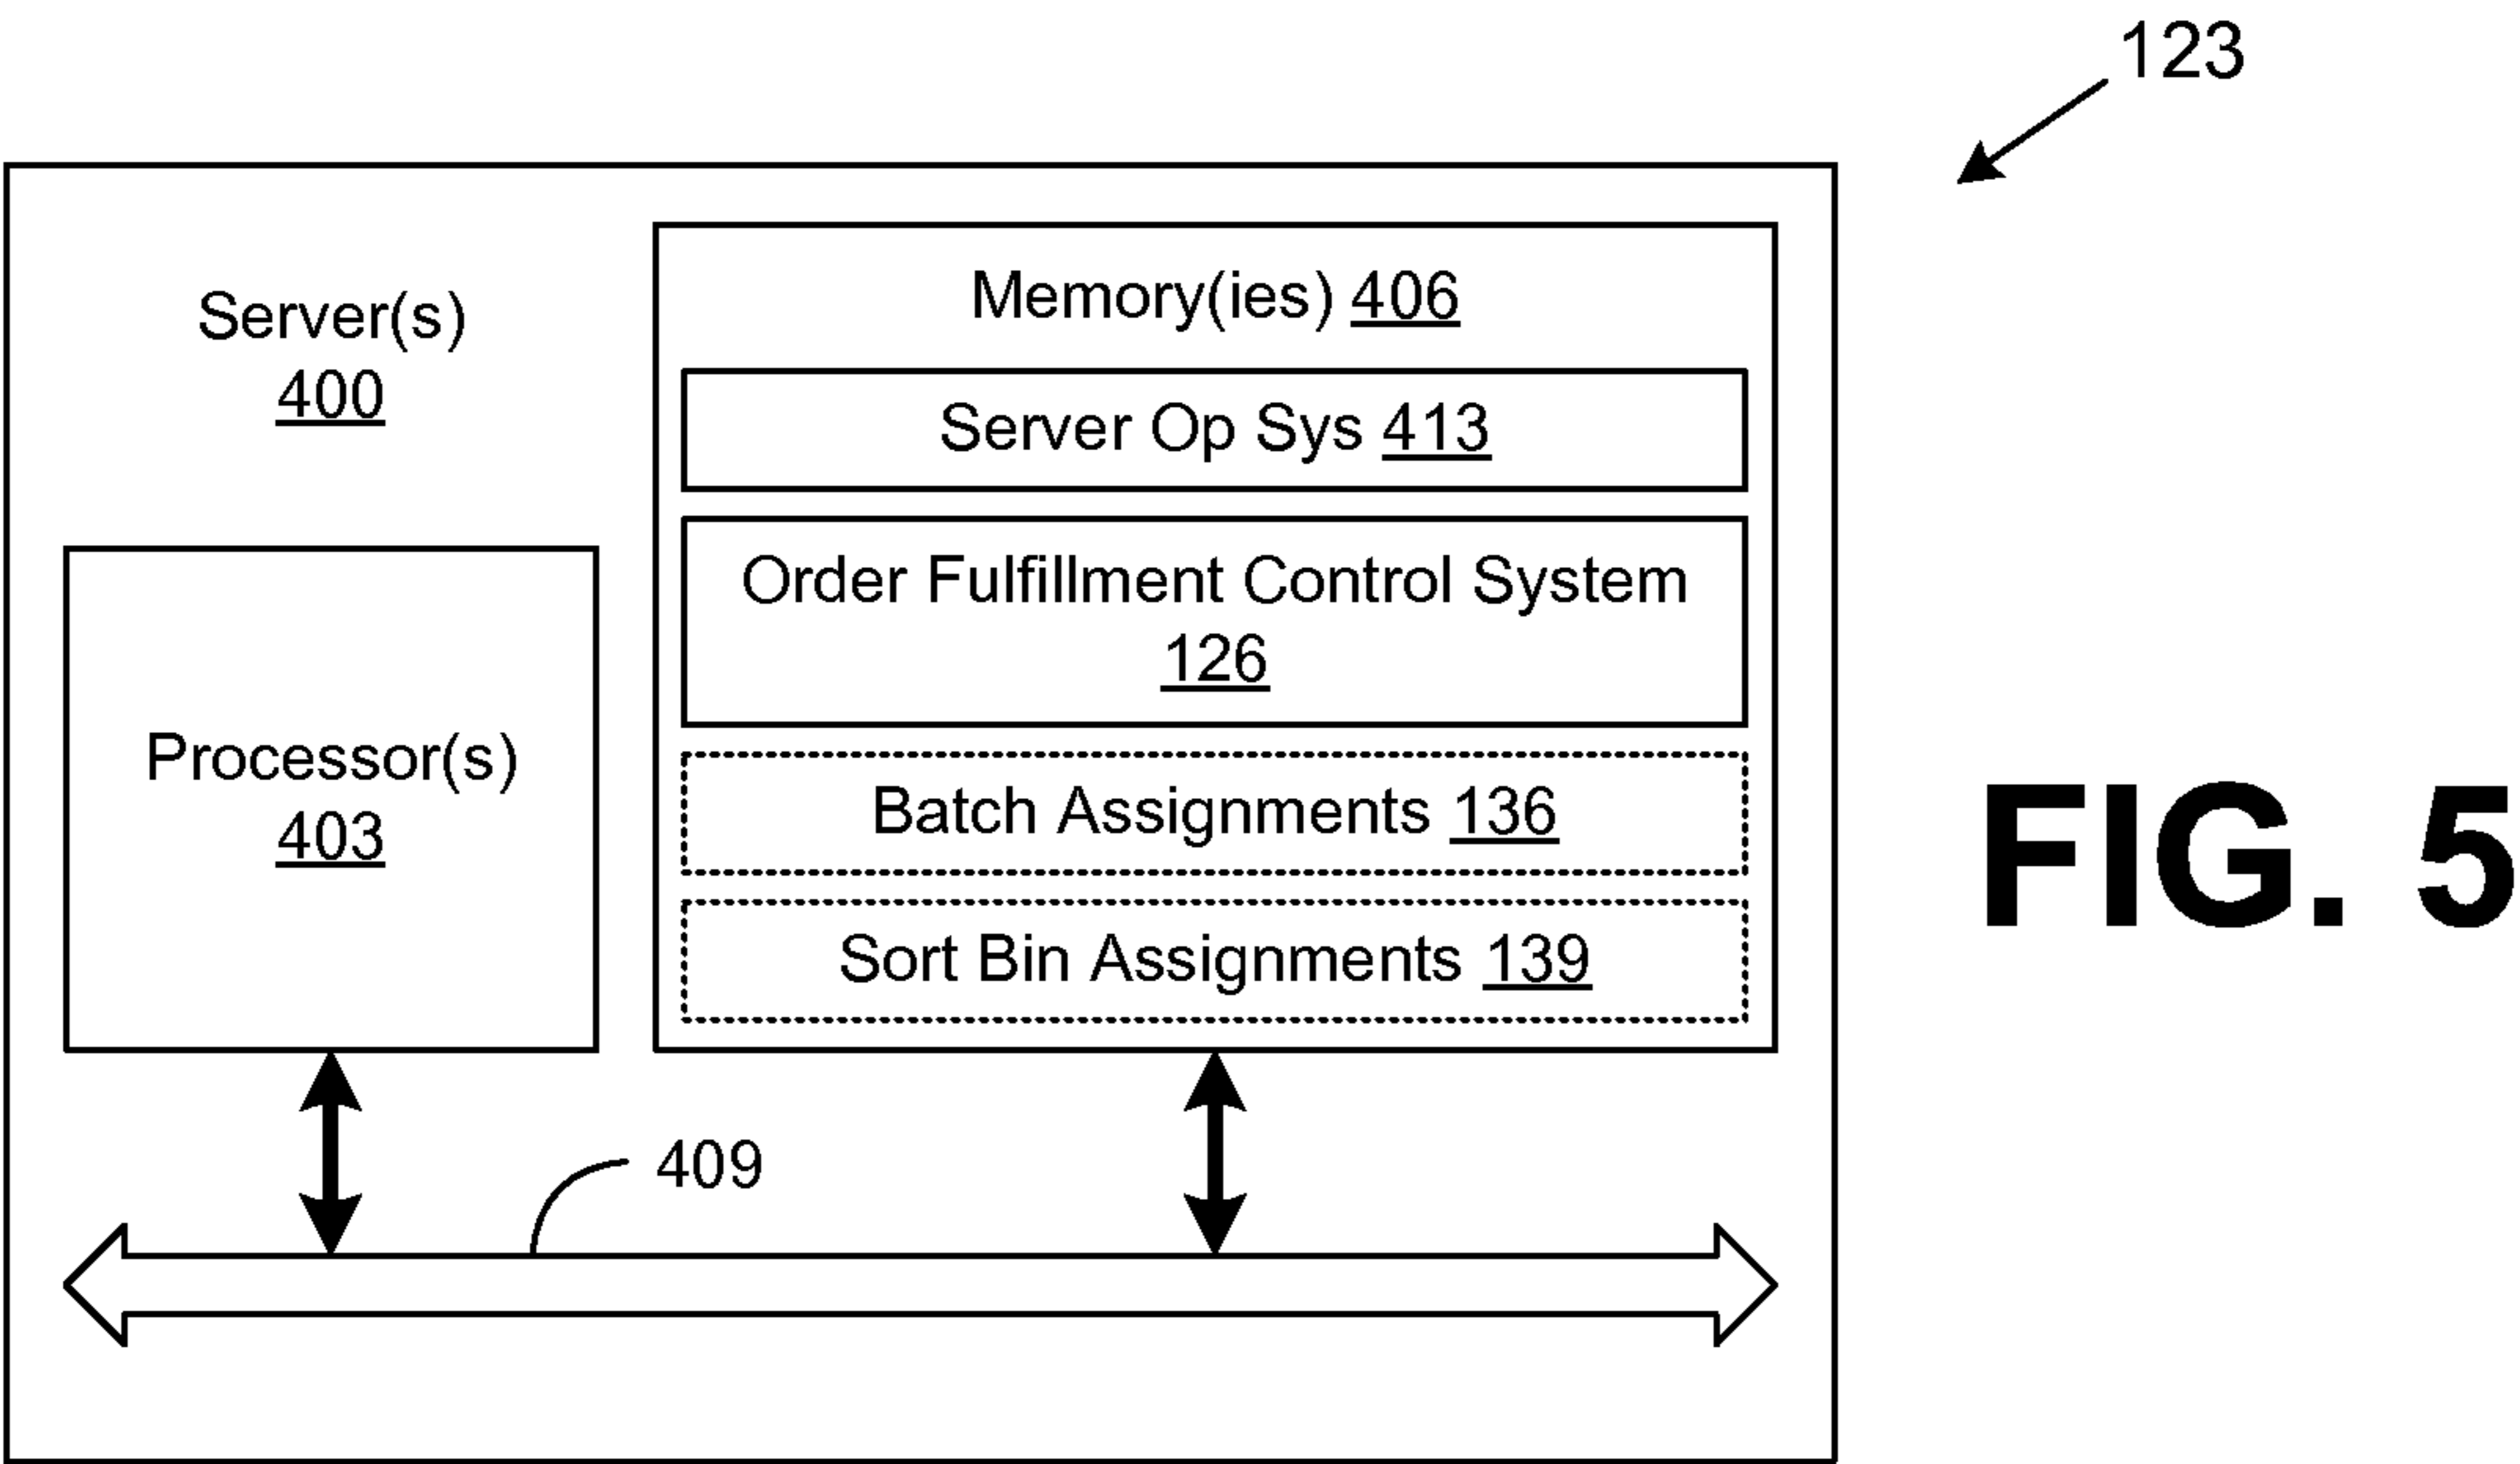 123
Server(s)
400
Memory(ies) 406
Server Op Sys 413
Order Fulfillment Control System
126
Processor(s)
403
Batch Assignments 136
Sort Bin Assignments 139
409
FIG. 5